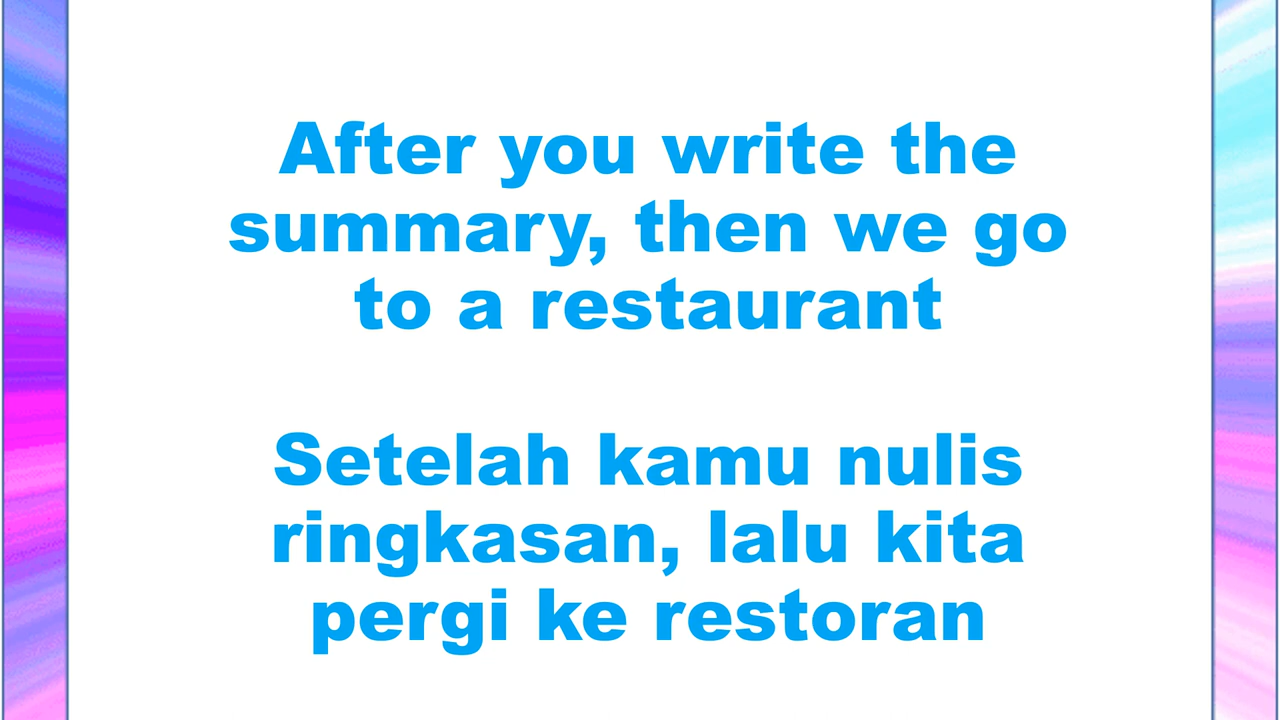 After you write the
summary, then we go
to a restaurant
Setelah kamu nulis
ringkasan, lalu kita
pergi ke restoran